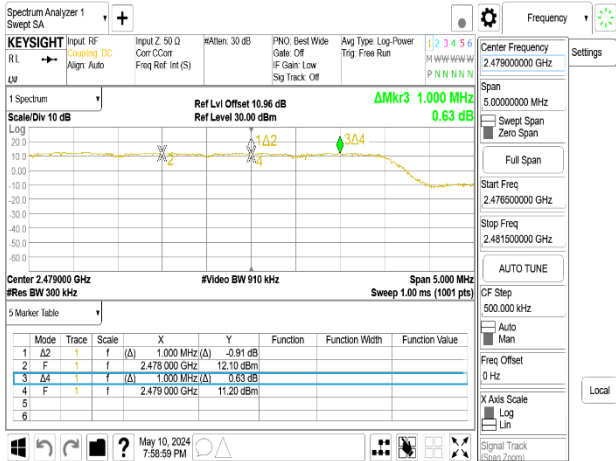 Spectrum Analyzer 1
Swept SA
+
Frequency
KEYSIGHT
RL
Input: RF
Coupling: DC
Align: Auto
Input Z: 50 Ω
Corr CCorr
Freq Ref: Int (S)
#Atten: 30 dB
PNO: Best Wide
Gate: Off
IF Gain: Low
Sig Track: Off
Avg Type: Log-Power
Trig: Free Run
1 2 3 4 5 6
M W W W W W
P N N N N N
1 Spectrum
Scale/Div 10 dB
Log
Ref Lvl Offset 10.96 dB
Ref Level 30.00 dBm
ΔMkr3 1.000 MHz
0.63 dB
20.0
10.0
0.00
-10.0
-20.0
-30.0
-40.0
-50.0
-60.0
2
1Δ2
4
3Δ4
Center 2.479000 GHz
#Res BW 300 kHz
#Video BW 910 kHz
Span 5.000 MHz
Sweep 1.00 ms (1001 pts)
5 Marker Table
Mode Trace Scale X Y Function Function Width Function Value
1 Δ2 1 f (Δ) 1.000 MHz (Δ) -0.91 dB
2 F 1 f 2.478 000 GHz 12.10 dBm
3 Δ4 1 f (Δ) 1.000 MHz (Δ) 0.63 dB
4 F 1 f 2.479 000 GHz 11.20 dBm
5
6
?
May 10, 2024
7:58:59 PM
Center Frequency
2.479000000 GHz
Span
5.00000000 MHz
Swept Span
Zero Span
Full Span
Start Freq
2.476500000 GHz
Stop Freq
2.481500000 GHz
AUTO TUNE
CF Step
500.000 kHz
Auto
Man
Freq Offset
0 Hz
X Axis Scale
Log
Lin
Signal Track
(Span Zoom)
Settings
Local